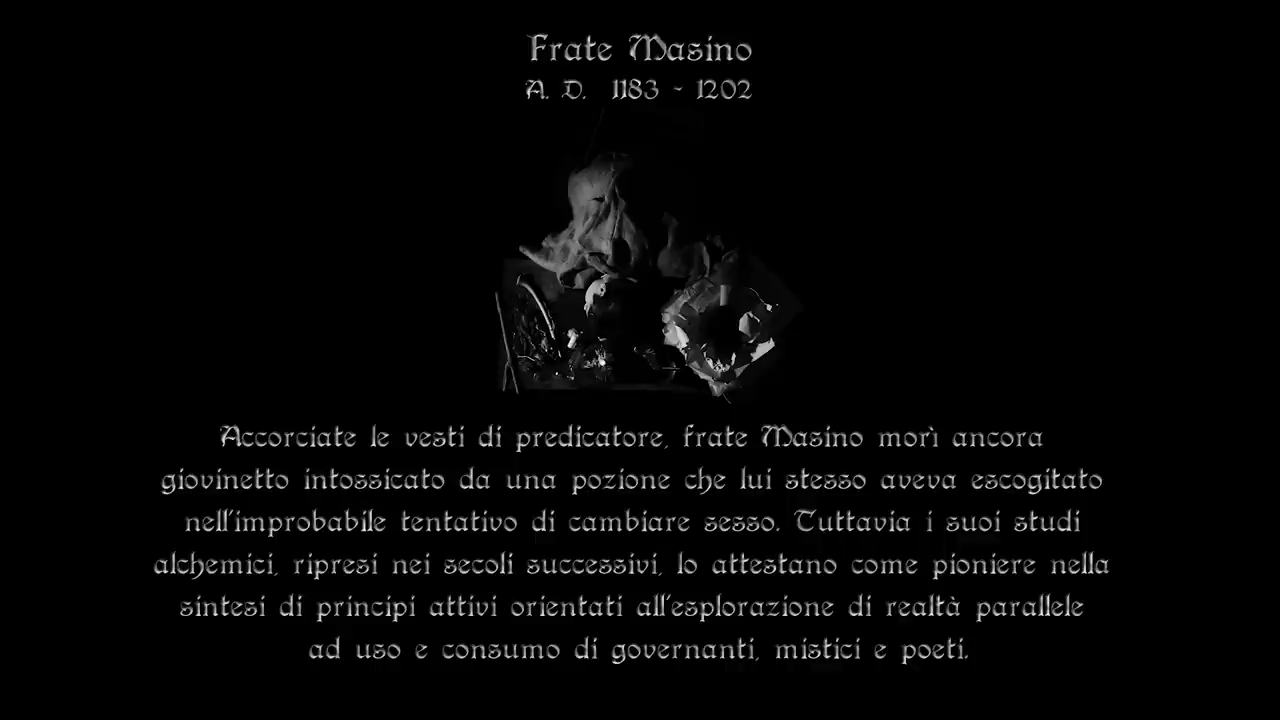 Frate Masino
A. D. 1183 - 1202
Accorciate le vesti di predicatore, frate Masino morì ancora
giovinetto intossicato da una pozione che lui stesso aveva escogitato
nell'improbabile tentativo di cambiare sesso. Tuttavia i suoi studi
alchemici, ripresi nei secoli successivi, lo attestano come pioniere nella
sintesi di principi attivi orientati all'esplorazione di realtà parallele
ad uso e consumo di governanti, mistici e poeti.